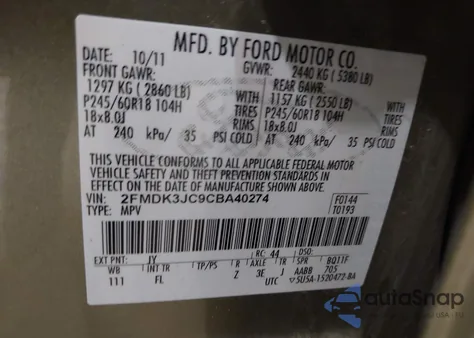 MFD. BY FORD MOTOR CO.
DATE: 10/11 GVWR: 2440 KG (5380 LB)
FRONT GAWR: REAR GAWR:
1297 KG (2860 LB) WITH 1157 KG (2550 LB) WITH
P245/60R18 104H TIRES P245/60R18 104H TIRES
18x8.0J RIMS 18x8.0J RIMS
AT 240 kPa/ 35 PSI COLD AT 240 kPa/ 35 PSI COLD
THIS VEHICLE CONFORMS TO ALL APPLICABLE FEDERAL MOTOR
VEHICLE SAFETY AND THEFT PREVENTION STANDARDS IN EFFECT ON
THE DATE OF MANUFACTURE SHOWN ABOVE.
VIN: 2FMDK3JC9CBA40274 F0144
TYPE: MPV T0193
EXT PNT: JY RC: 44 DSO:
WB INT TR TP/PS R AXLE TR SPR BQ11F
111 FL Z 3E J AABB 705
UTC SU5A-1520472-BA
autoSnap